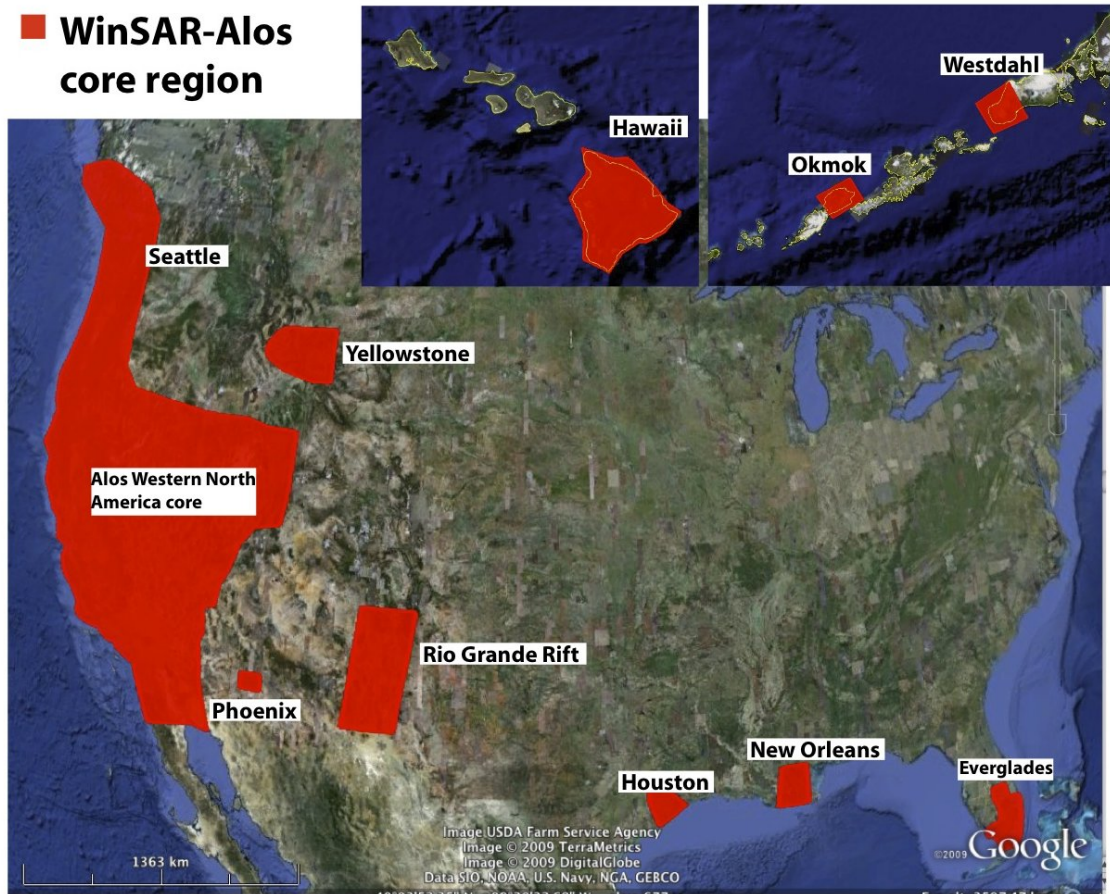 WinSAR-Alos
core region
Hawaii
Westdahl
Okmok
Seattle
Yellowstone
Alos Western North
America core
Rio Grande Rift
Phoenix
New Orleans
Houston
Everglades
Image USDA Farm Service Agency
Image © 2009 TerraMetrics
Image © 2009 DigitalGlobe
Data SIO, NOAA, U.S. Navy, NGA, GEBCO
©2009 Google
1363 km